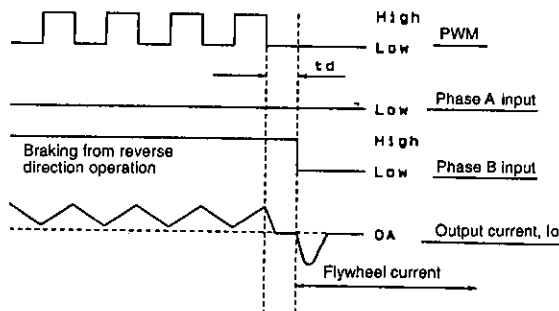 High
Low
PWM
td
Low
Phase A input
High
Braking from reverse
direction operation
Low
Phase B input
0A
Output current, Io
Flywheel current